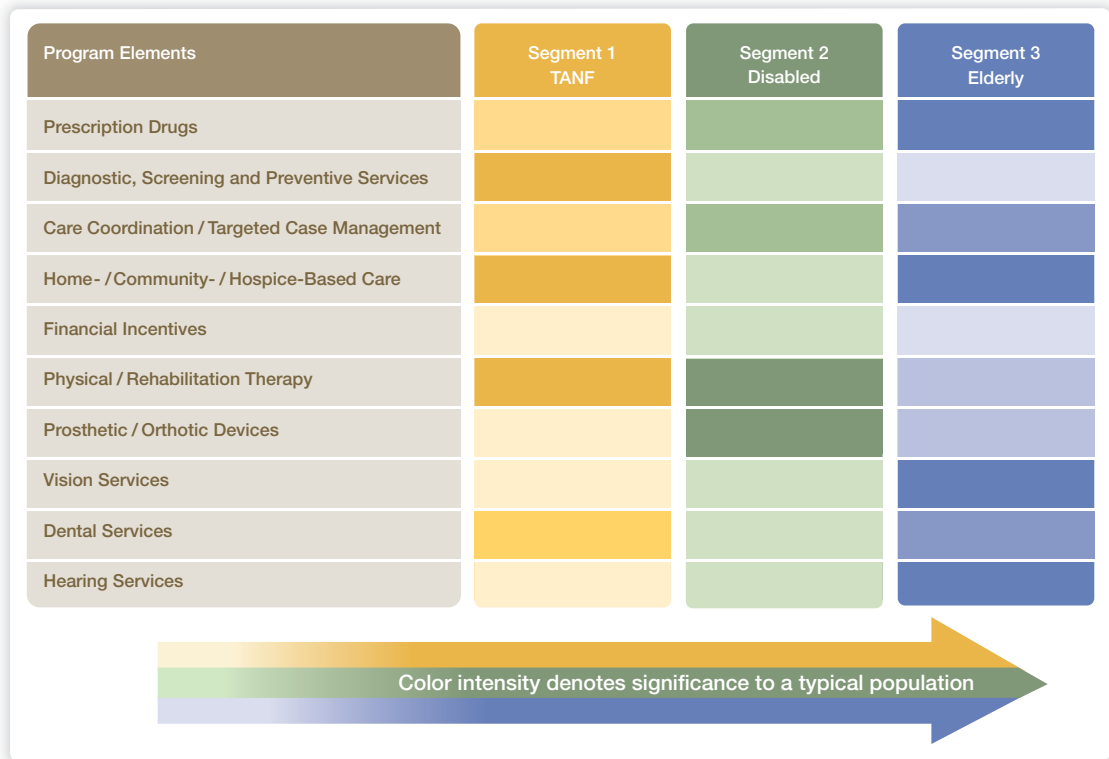 Program Elements
Segment 1
TANF
Segment 2
Disabled
Segment 3
Elderly
Prescription Drugs
Diagnostic, Screening and Preventive Services
Care Coordination / Targeted Case Management
Home- / Community- / Hospice-Based Care
Financial Incentives
Physical / Rehabilitation Therapy
Prosthetic / Orthotic Devices
Vision Services
Dental Services
Hearing Services
Color intensity denotes significance to a typical population